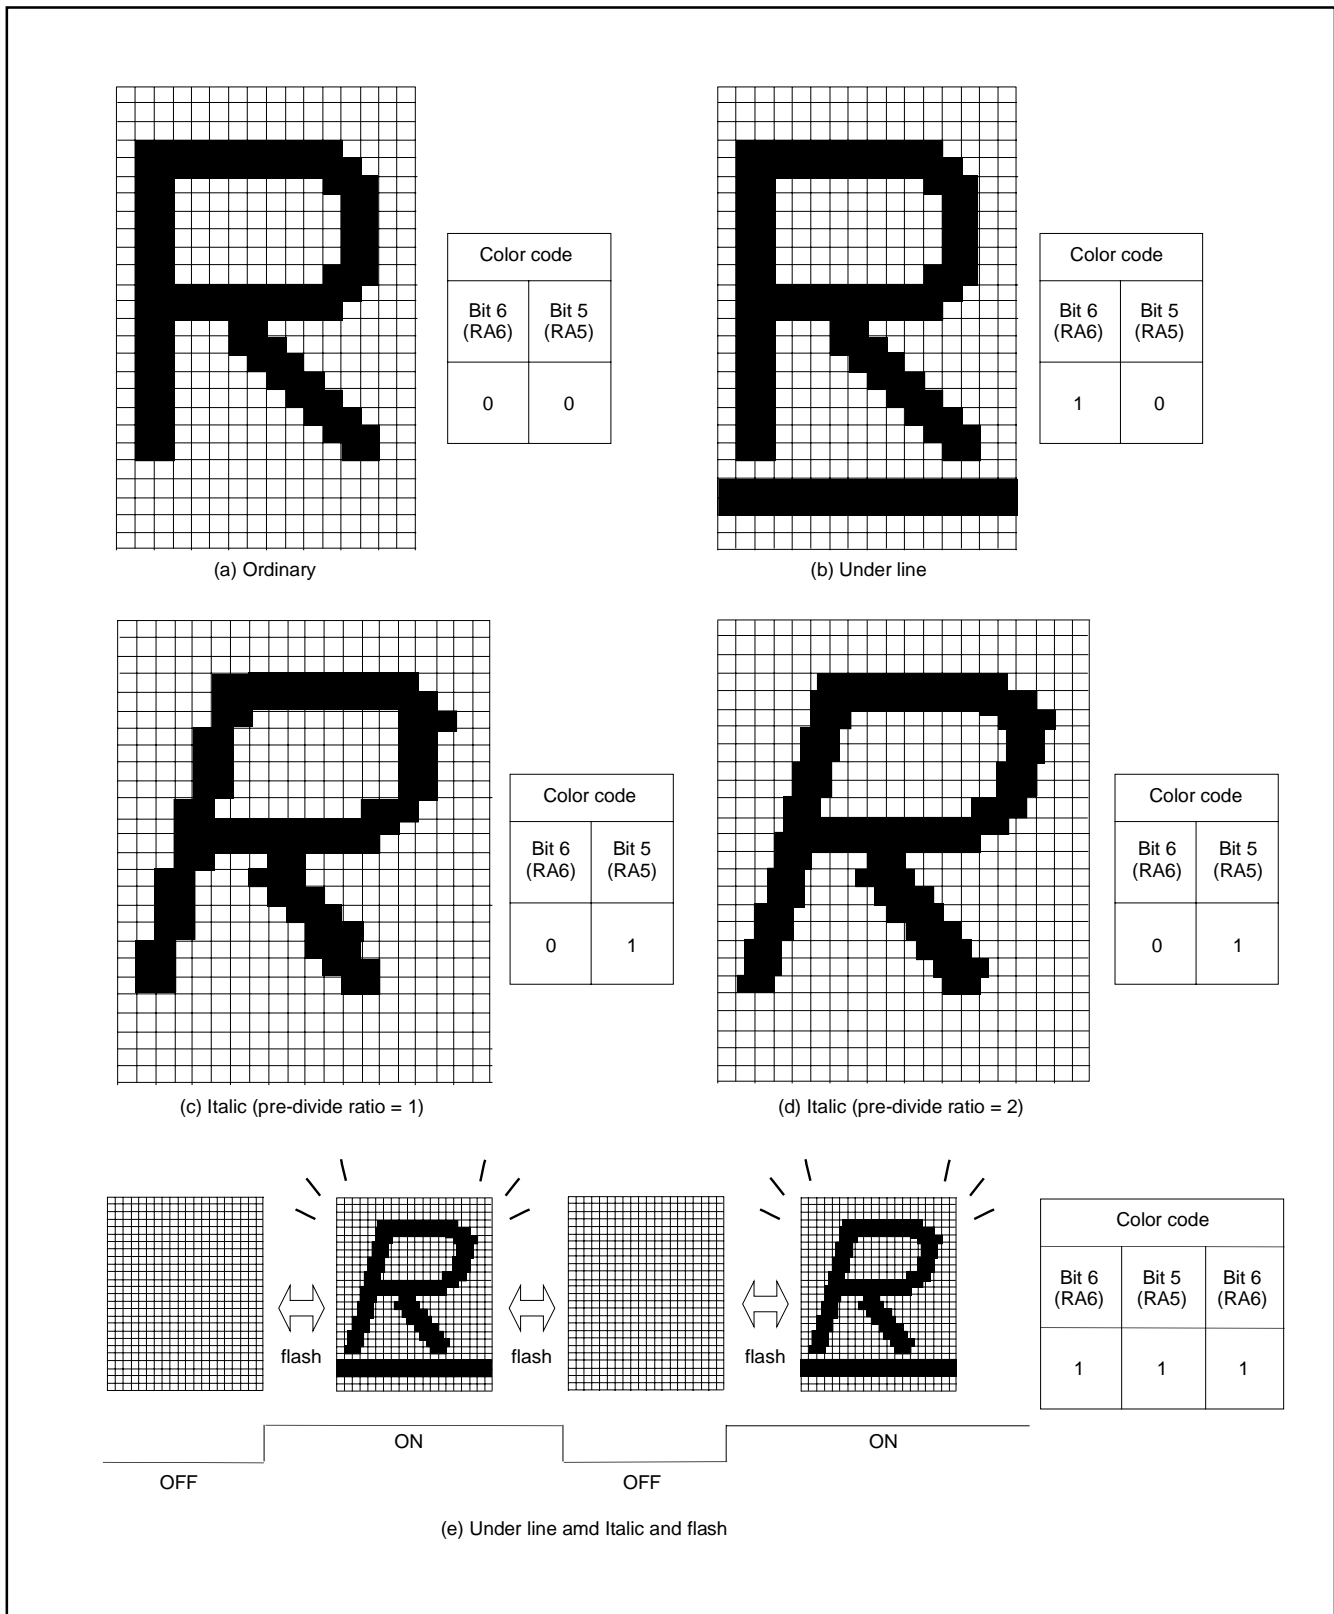 Color code
Bit 6 Bit 5
(RA6) (RA5)
0 0
Color code
Bit 6 Bit 5
(RA6) (RA5)
1 0
(a) Ordinary
(b) Under line
Color code
Bit 6 Bit 5
(RA6) (RA5)
0 1
Color code
Bit 6 Bit 5
(RA6) (RA5)
0 1
(c) Italic (pre-divide ratio = 1)
(d) Italic (pre-divide ratio = 2)
flash flash flash
Color code
Bit 6 Bit 5 Bit 6
(RA6) (RA5) (RA6)
1 1 1
ON ON
OFF OFF
(e) Under line amd Italic and flash